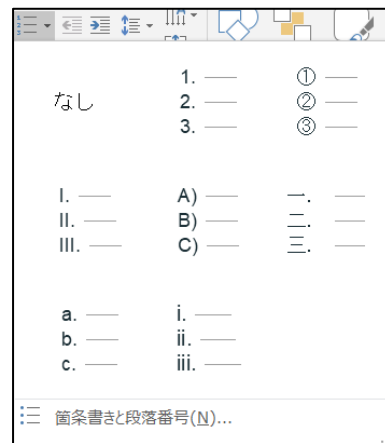 なし
1.
2.
3.
①
②
③
I.
II.
III.
A)
B)
C)
一.
二.
三.
a.
b.
c.
i.
ii.
iii.
箇条書きと段落番号(N)...